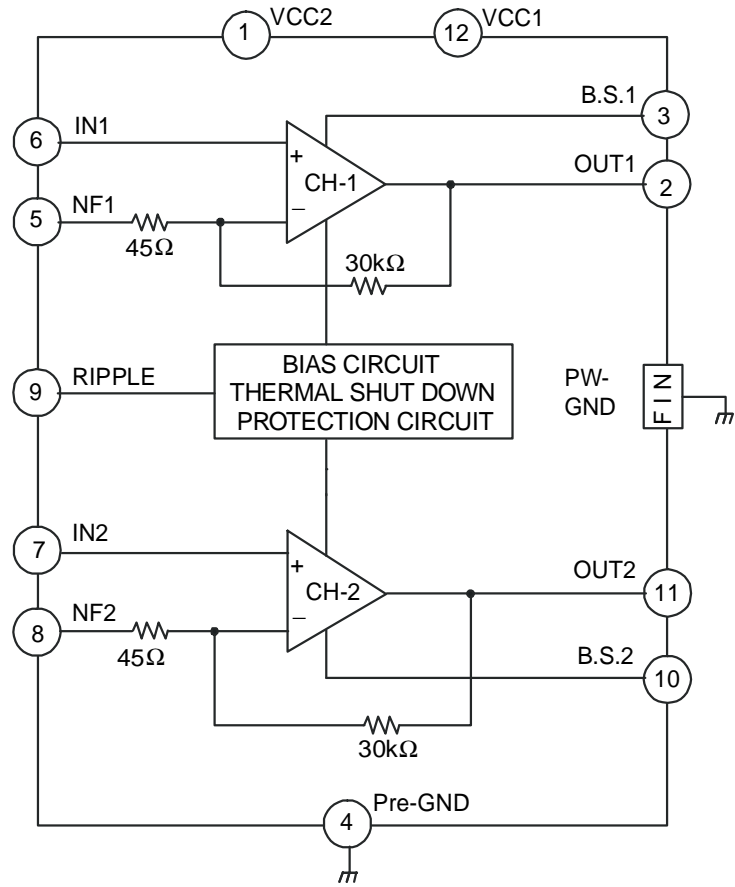 1
VCC2
12
VCC1
B.S.1
3
6
IN1
+
CH-1
−
OUT1
2
5
NF1
45Ω
30kΩ
9
RIPPLE
BIAS CIRCUIT
THERMAL SHUT DOWN
PROTECTION CIRCUIT
PW-
GND
FIN
7
IN2
+
CH-2
−
OUT2
11
8
NF2
45Ω
B.S.2
10
30kΩ
Pre-GND
4